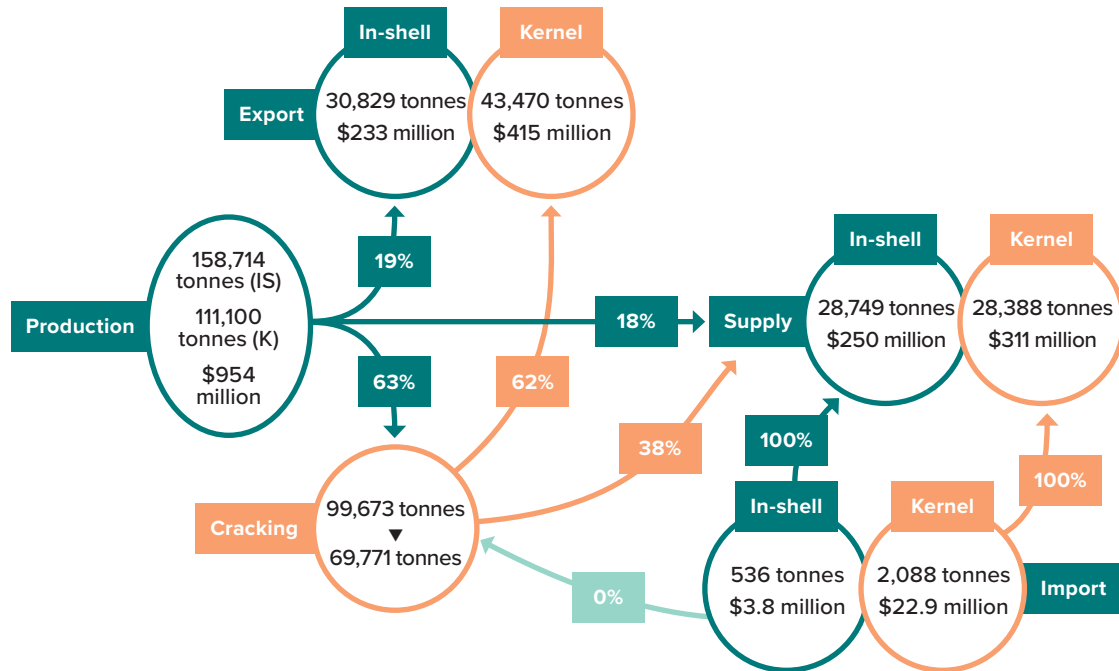 In-shell
Kernel
Export
30,829 tonnes
$233 million
43,470 tonnes
$415 million
19%
Production
158,714
tonnes (IS)
111,100
tonnes (K)
$954
million
18%
Supply
In-shell
Kernel
28,749 tonnes
$250 million
28,388 tonnes
$311 million
63%
62%
38%
100%
100%
Cracking
99,673 tonnes
▼
69,771 tonnes
0%
In-shell
Kernel
536 tonnes
$3.8 million
2,088 tonnes
$22.9 million
Import